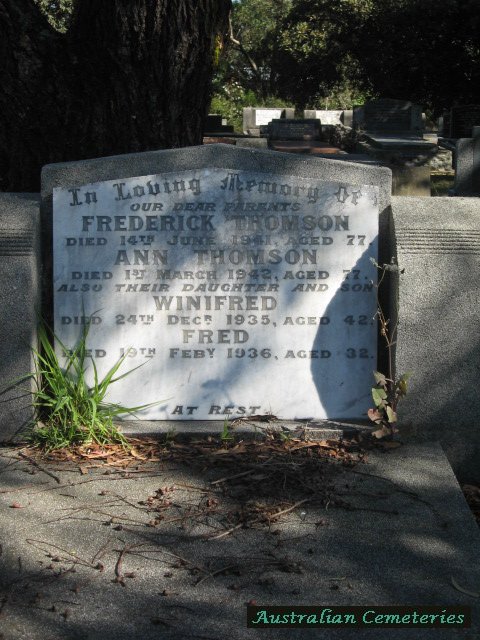 In Loving Memory Of
OUR DEAR PARENTS
FREDERICK THOMSON
DIED 14TH JUNE 1941, AGED 77
ANN THOMSON
DIED 1ST MARCH 1942, AGED 77.
ALSO THEIR DAUGHTER AND SON
WINIFRED
DIED 24TH DECR 1935, AGED 42.
FRED
DIED 19TH FEBY 1936, AGED 32.
AT REST
Australian Cemeteries